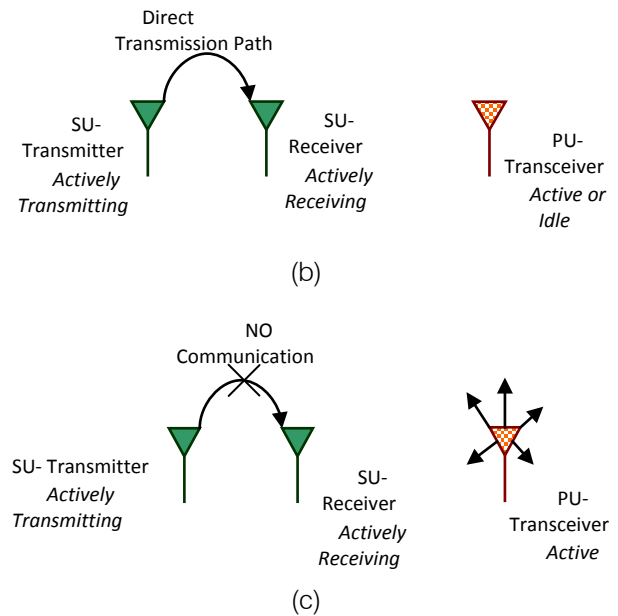 Direct
Transmission Path
SU-
Transmitter
Actively
Transmitting
SU-
Receiver
Actively
Receiving
PU-
Transceiver
Active or
Idle
(b)
NO
Communication
SU- Transmitter
Actively
Transmitting
SU-
Receiver
Actively
Receiving
PU-
Transceiver
Active
(c)